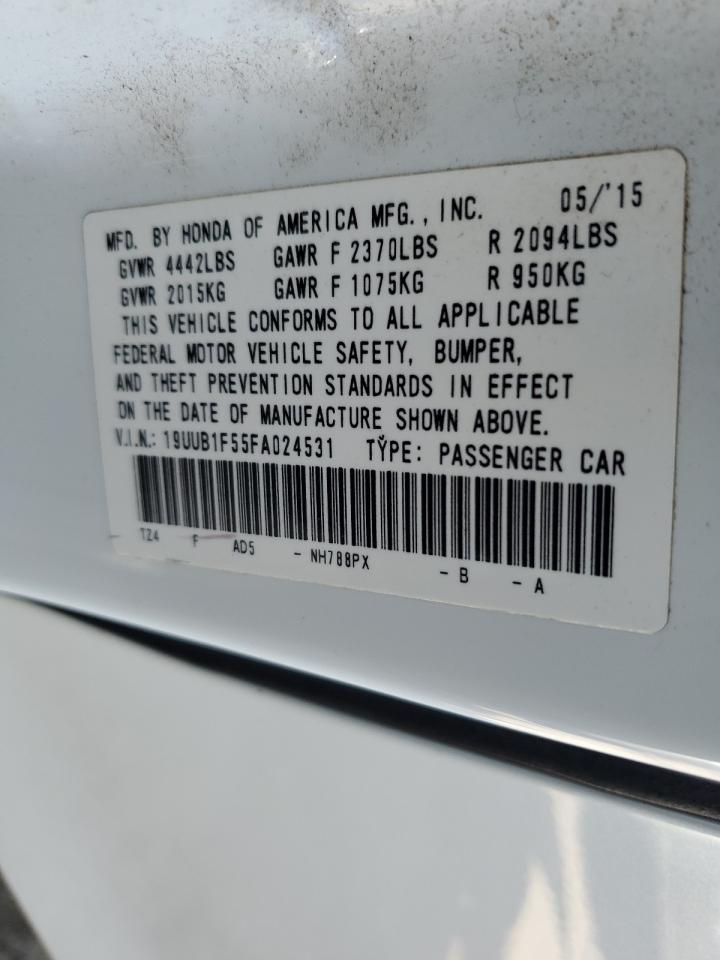 MFD. BY HONDA OF AMERICA MFG., INC. 05/'15
GVWR 4442LBS GAWR F 2370LBS R 2094LBS
GVWR 2015KG GAWR F 1075KG R 950KG
THIS VEHICLE CONFORMS TO ALL APPLICABLE
FEDERAL MOTOR VEHICLE SAFETY, BUMPER,
AND THEFT PREVENTION STANDARDS IN EFFECT
ON THE DATE OF MANUFACTURE SHOWN ABOVE.
V.I.N.: 19UUB1F55FA024531 TYPE: PASSENGER CAR
TZ4 F AD5 - NH788PX - B - A